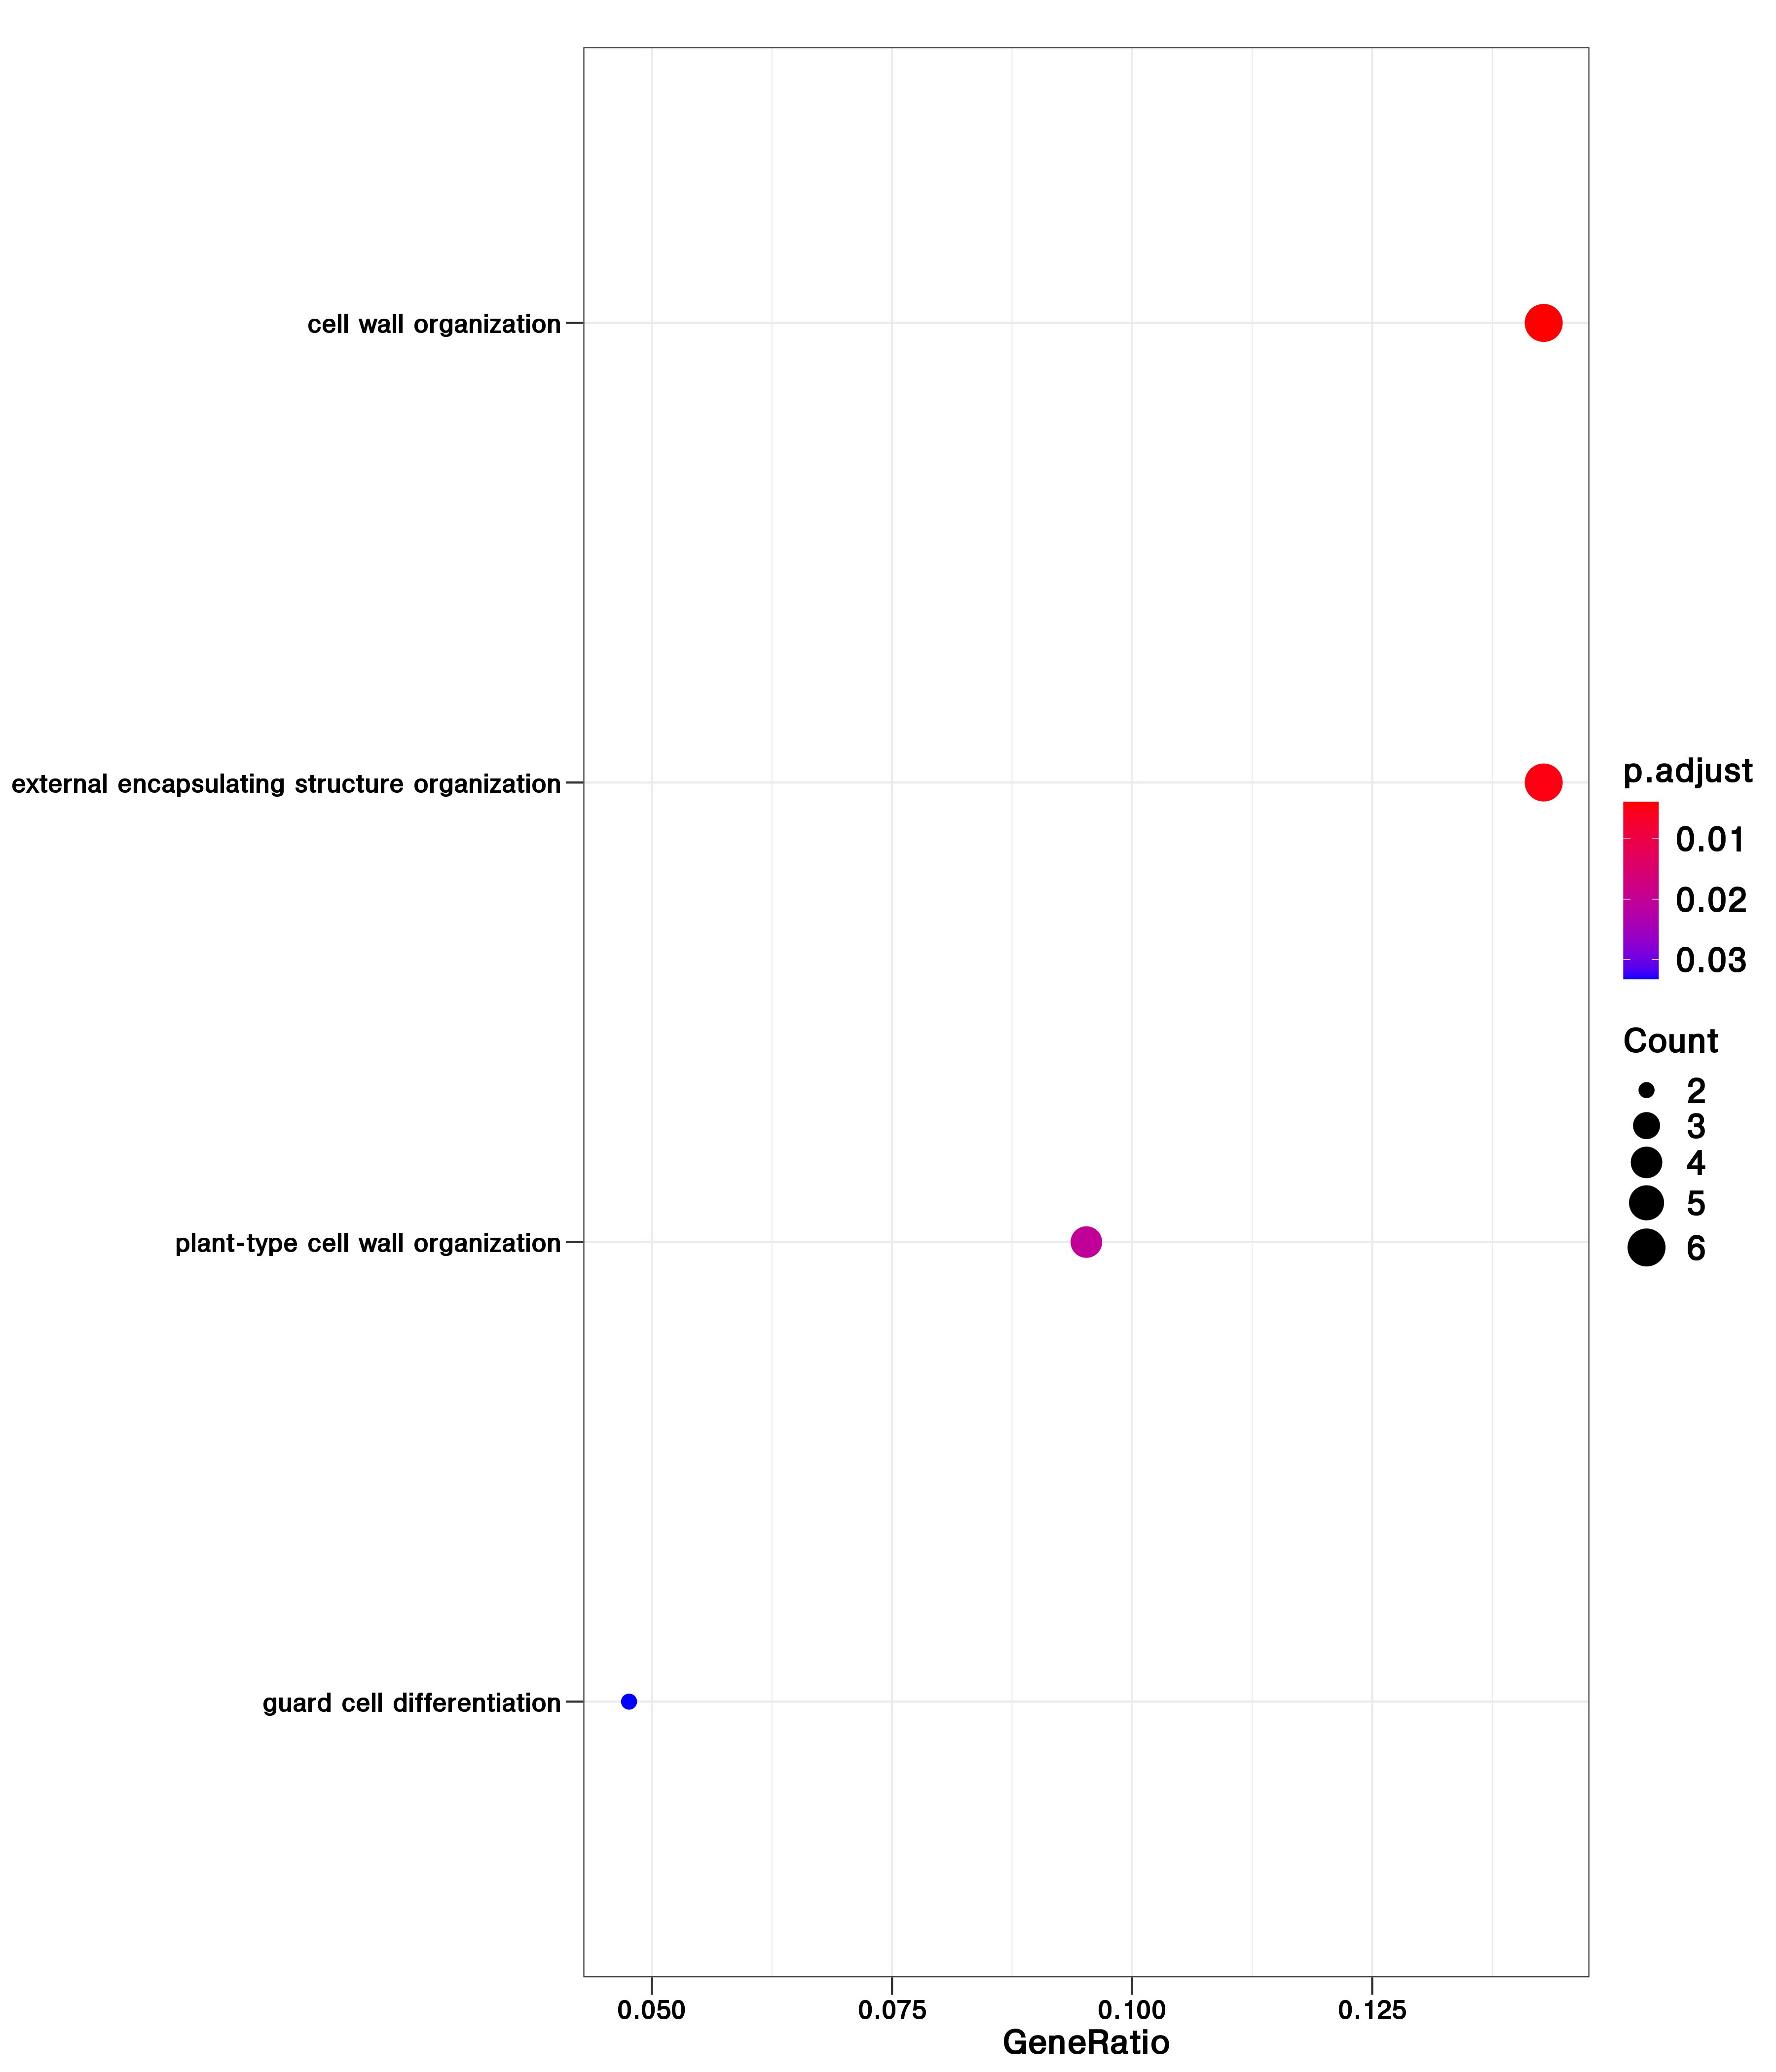 cell wall organization
external encapsulating structure organization
plant-type cell wall organization
guard cell differentiation
0.050
0.075
0.100
0.125
GeneRatio
p.adjust
0.01
0.02
0.03
Count
2
3
4
5
6